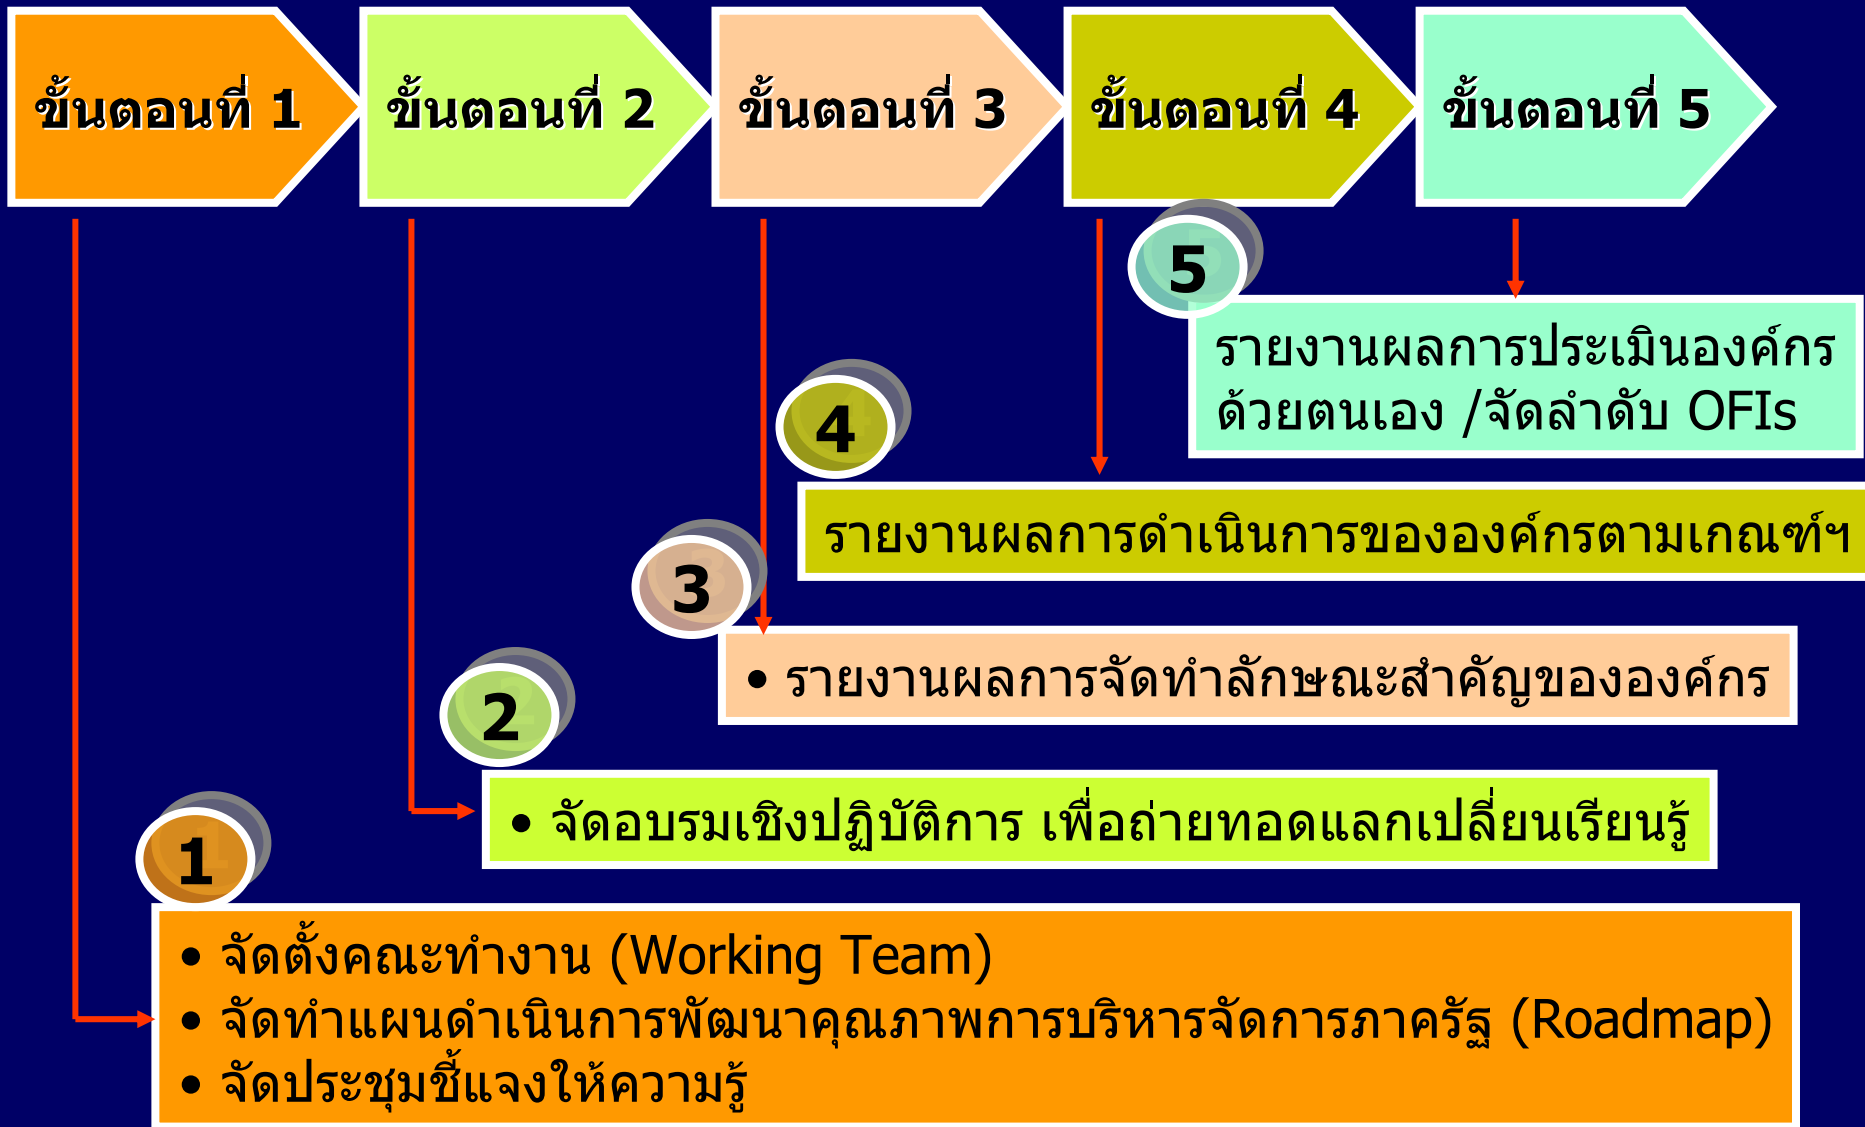 ขั้นตอนที่ 1
ขั้นตอนที่ 2
ขั้นตอนที่ 3
ขั้นตอนที่ 4
ขั้นตอนที่ 5
5
รายงานผลการประเมินองค์กร
ด้วยตนเอง /จัดลำดับ OFIs
4
รายงานผลการดำเนินการขององค์กรตามเกณฑ์ฯ
3
• รายงานผลการจัดทำลักษณะสำคัญขององค์กร
2
• จัดอบรมเชิงปฏิบัติการ เพื่อถ่ายทอดแลกเปลี่ยนเรียนรู้
1
• จัดตั้งคณะทำงาน (Working Team)
• จัดทำแผนดำเนินการพัฒนาคุณภาพการบริหารจัดการภาครัฐ (Roadmap)
• จัดประชุมชี้แจงให้ความรู้